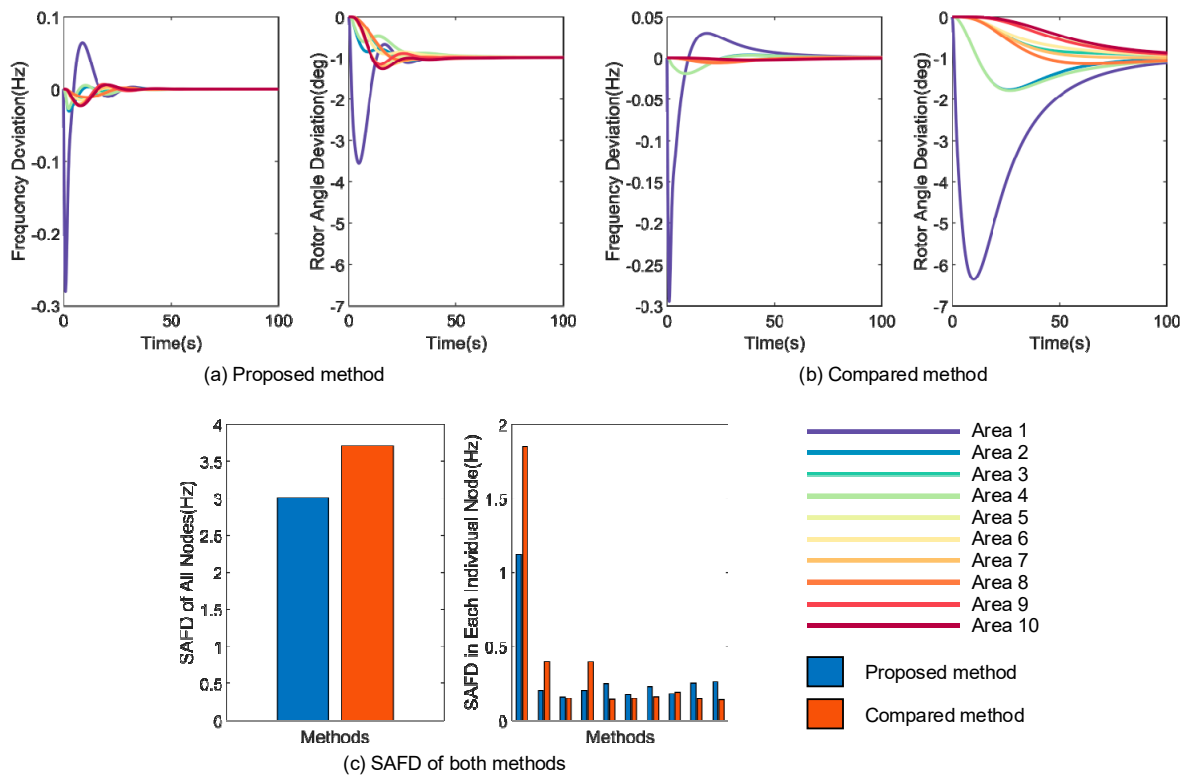 0.1
0
-0.1
-0.2
-0.3
Frequency Deviation(Hz)
0
50
100
Time(s)
0
-1
-2
-3
-4
-5
-6
-7
Rotor Angle Deviation(deg)
0
50
100
Time(s)
(a) Proposed method
0.05
0
-0.05
-0.1
-0.15
-0.2
-0.25
-0.3
Frequency Deviation(Hz)
0
50
100
Time(s)
0
-1
-2
-3
-4
-5
-6
-7
Rotor Angle Deviation(deg)
0
50
100
Time(s)
(b) Compared method
4
3.5
3
2.5
2
1.5
1
0.5
0
SAFD of All Nodes(Hz)
Methods
2
1.5
1
0.5
0
SAFD in Each Individual Node(Hz)
Methods
(c) SAFD of both methods
Area 1
Area 2
Area 3
Area 4
Area 5
Area 6
Area 7
Area 8
Area 9
Area 10
Proposed method
Compared method